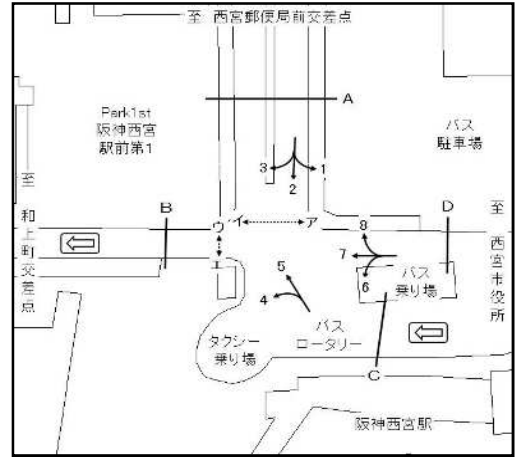 至 西宮郵便局前交差点
A
Park1st
阪神西宮
駅前第1
バス
駐車場
3
1
2
至
和
上
町
交
差
点
B
D
至
西
宮
市
役
所
ウ
イ
ア
エ
8
7
6
5
4
バス
乗り場
タクシー
乗り場
バス
ロータリー
C
阪神西宮駅